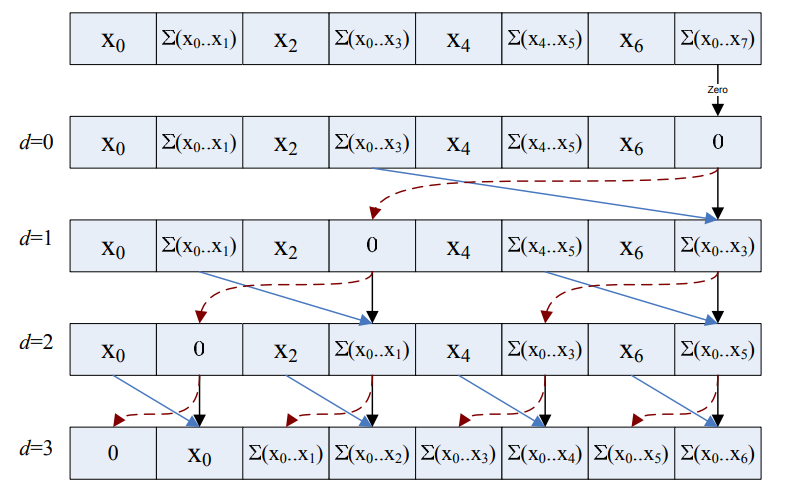 x₀ Σ(x₀..x₁) x₂ Σ(x₀..x₃) x₄ Σ(x₄..x₅) x₆ Σ(x₀..x₇)
Zero
d=0 x₀ Σ(x₀..x₁) x₂ Σ(x₀..x₃) x₄ Σ(x₄..x₅) x₆ 0
d=1 x₀ Σ(x₀..x₁) x₂ 0 x₄ Σ(x₄..x₅) x₆ Σ(x₀..x₃)
d=2 x₀ 0 x₂ Σ(x₀..x₁) x₄ Σ(x₀..x₃) x₆ Σ(x₀..x₅)
d=3 0 x₀ Σ(x₀..x₁) Σ(x₀..x₂) Σ(x₀..x₃) Σ(x₀..x₄) Σ(x₀..x₅) Σ(x₀..x₆)